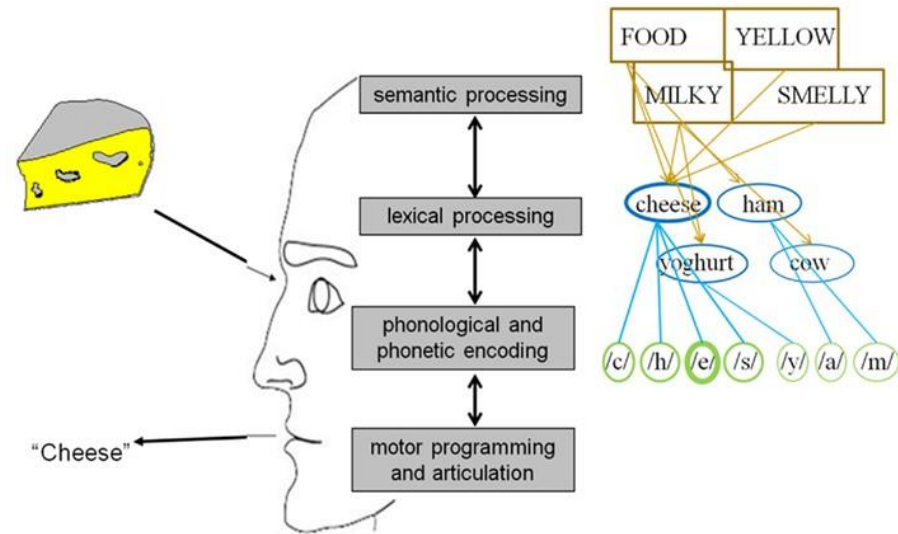 semantic processing
lexical processing
phonological and
phonetic encoding
motor programming
and articulation
“Cheese”
FOOD YELLOW
MILKY SMELLY
cheese ham
yoghurt cow
/c/ /h/ /e/ /s/ /y/ /a/ /m/